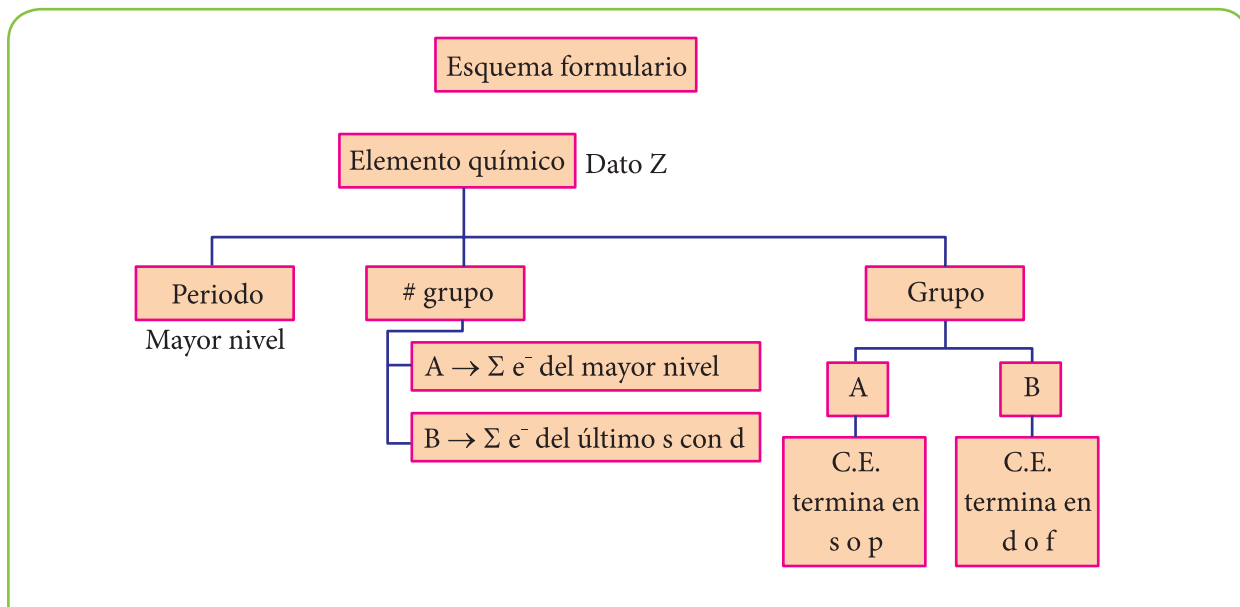 Esquema formulario
Elemento químico
Dato Z
Periodo
Mayor nivel
# grupo
A → Σ e⁻ del mayor nivel
B → Σ e⁻ del último s con d
Grupo
A
B
C.E.
termina en
s o p
C.E.
termina en
d o f